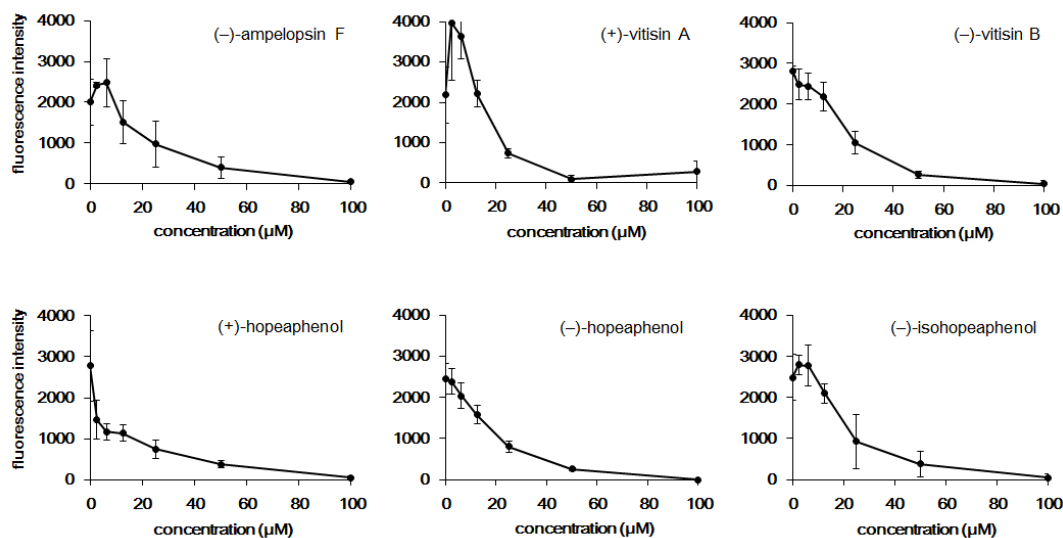 4000
3000
2000
1000
0
fluorescence intensity
(–)-ampelopsin F
0 20 40 60 80 100
concentration (µM)
4000
3000
2000
1000
0
(+)-vitisin A
0 20 40 60 80 100
concentration (µM)
4000
3000
2000
1000
0
(–)-vitisin B
0 20 40 60 80 100
concentration (µM)
4000
3000
2000
1000
0
fluorescence intensity
(+)-hopeaphenol
0 20 40 60 80 100
concentration (µM)
4000
3000
2000
1000
0
(–)-hopeaphenol
0 20 40 60 80 100
concentration (µM)
4000
3000
2000
1000
0
(–)-isohopeaphenol
0 20 40 60 80 100
concentration (µM)